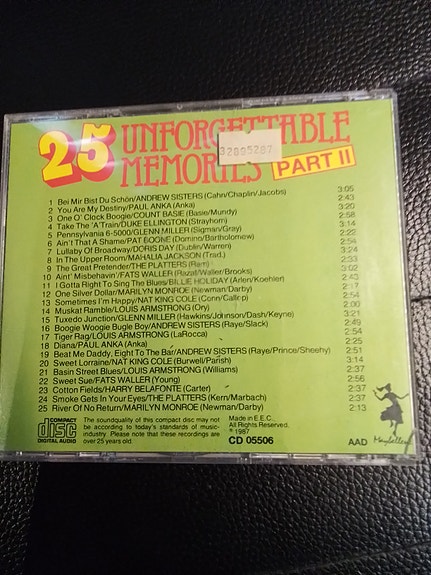 25 UNFORGETTABLE
MEMORIES PART II
32095287
1 Bei Mir Bist Du Schön/ANDREW SISTERS (Cahn/Chaplin/Jacobs) 3:05
2 You Are My Destiny/PAUL ANKA (Anka) 2:43
3 One O' Clock Boogie/COUNT BASIE (Basie/Mundy) 3:20
4 Take The 'A' Train/DUKE ELLINGTON (Strayhorn) 2:58
5 Pennsylvania 6-5000/GLENN MILLER (Sigman/Gray) 3:14
6 Ain't That A Shame/PAT BOONE (Domino/Bartholomew) 2:22
7 Lullaby Of Broadway/DORIS DAY (Dublin/Warren) 2:54
8 In The Upper Room/MAHALIA JACKSON (Trad.) 3:24
9 The Great Pretender/THE PLATTERS (Ram) 2:33
10 Aint' Misbehavin'/FATS WALLER (Razaf/Waller/Brooks) 3:02
11 I Gotta Right To Sing The Blues/BILLIE HOLIDAY (Arlen/Koehler) 2:43
12 One Silver Dollar/MARILYN MONROE (Newman/Darby) 2:17
13 Sometimes I'm Happy/NAT KING COLE 2:54
14 Muskat Ramble/LOUIS ARMSTRONG (Ory) 2:00
15 Tuxedo Junction/GLENN MILLER (Hawkins/Johnson/Dash/Keyne) 3:21
16 Boogie Woogie Bugle Boy/ANDREW SISTERS (Raye/Slack) 2:49
17 Tiger Rag/LOUIS ARMSTRONG (LaRocca) 2:54
18 Diana/PAUL ANKA (Anka) 2:25
19 Beat Me Daddy, Eight To The Bar/ANDREW SISTERS (Raye/Prince/Sheehy) 2:51
20 Sweet Lorraine/NAT KING COLE (Burwell/Parish) 3:14
21 Basin Street Blues/LOUIS ARMSTRONG (Williams) 2:57
22 Sweet Sue/FATS WALLER (Young) 2:56
23 Cotton Fields/HARRY BELAFONTE (Carter) 2:37
24 Smoke Gets In Your Eyes/THE PLATTERS (Kern/Marbach) 2:37
25 River Of No Return/MARILYN MONROE (Newman/Darby) 2:13
COMPACT
disc
DIGITAL AUDIO
The soundquality of this compact disc may not
be according to today's standards of music-
industry. Please note that these recordings are
over 25 years old.
Made in E.E.C.
All Rights Reserved.
℗ 1987
CD 05506
AAD